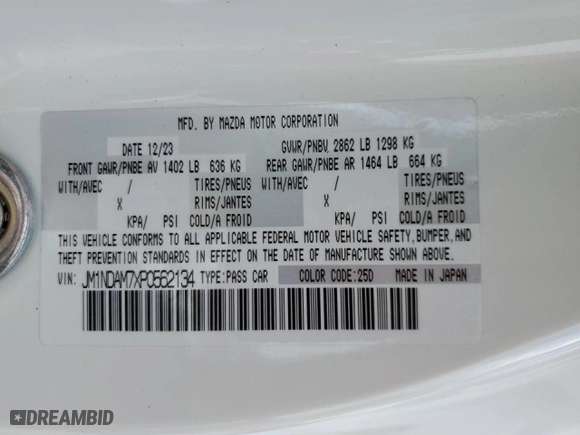 MFD. BY MAZDA MOTOR CORPORATION
DATE 12/23 GVWR/PNBV 2862 LB 1298 KG
FRONT GAWR/PNBE AV 1402 LB 636 KG REAR GAWR/PNBE AR 1464 LB 664 KG
WITH/AVEC / TIRES/PNEUS WITH/AVEC / TIRES/PNEUS
X RIMS/JANTES X RIMS/JANTES
KPA/ PSI COLD/A FROID KPA/ PSI COLD/A FROID
THIS VEHICLE CONFORMS TO ALL APPLICABLE FEDERAL MOTOR VEHICLE SAFETY, BUMPER, AND
THEFT PREVENTION STANDARDS IN EFFECT ON THE DATE OF MANUFACTURE SHOWN ABOVE.
VIN: JM1NDAM7XP0552134 TYPE:PASS CAR COLOR CODE:25D MADE IN JAPAN
DREAMBID